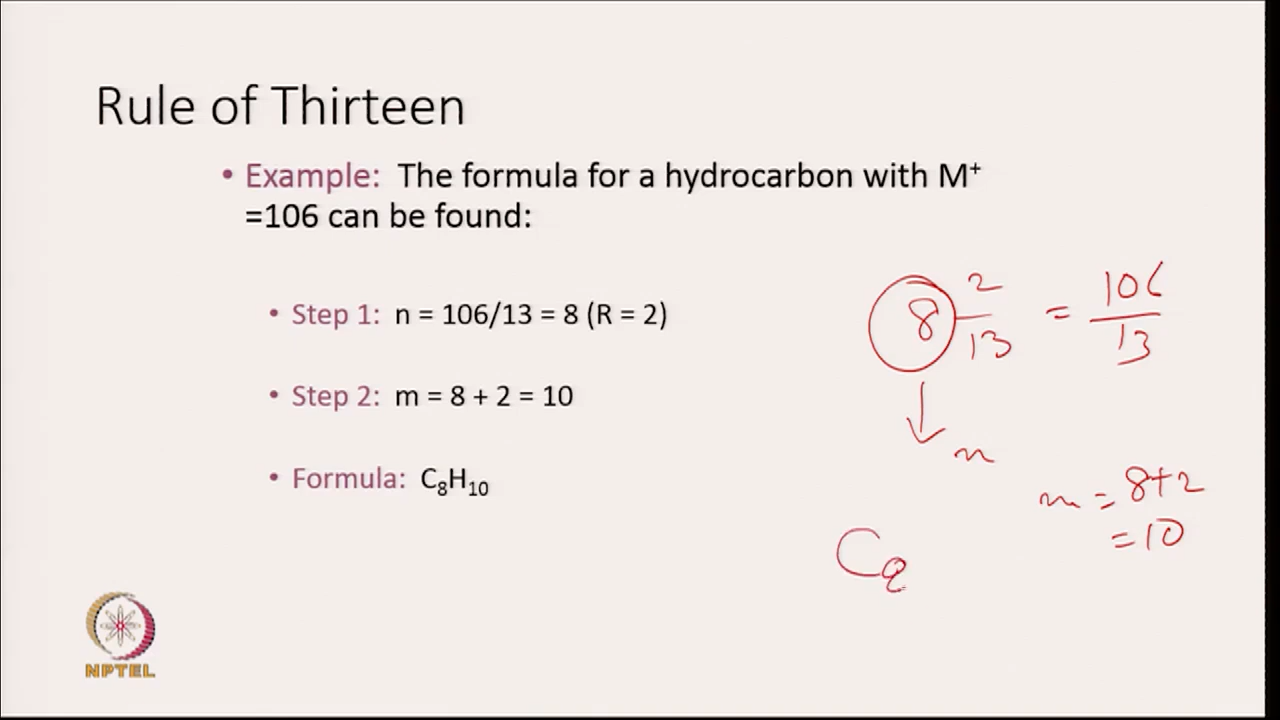 Rule of Thirteen
• Example: The formula for a hydrocarbon with M⁺
=106 can be found:
• Step 1: n = 106/13 = 8 (R = 2)
• Step 2: m = 8 + 2 = 10
• Formula: C₈H₁₀
8 2/13 = 106/13
n
m = 8+2
= 10
C₈
NPTEL